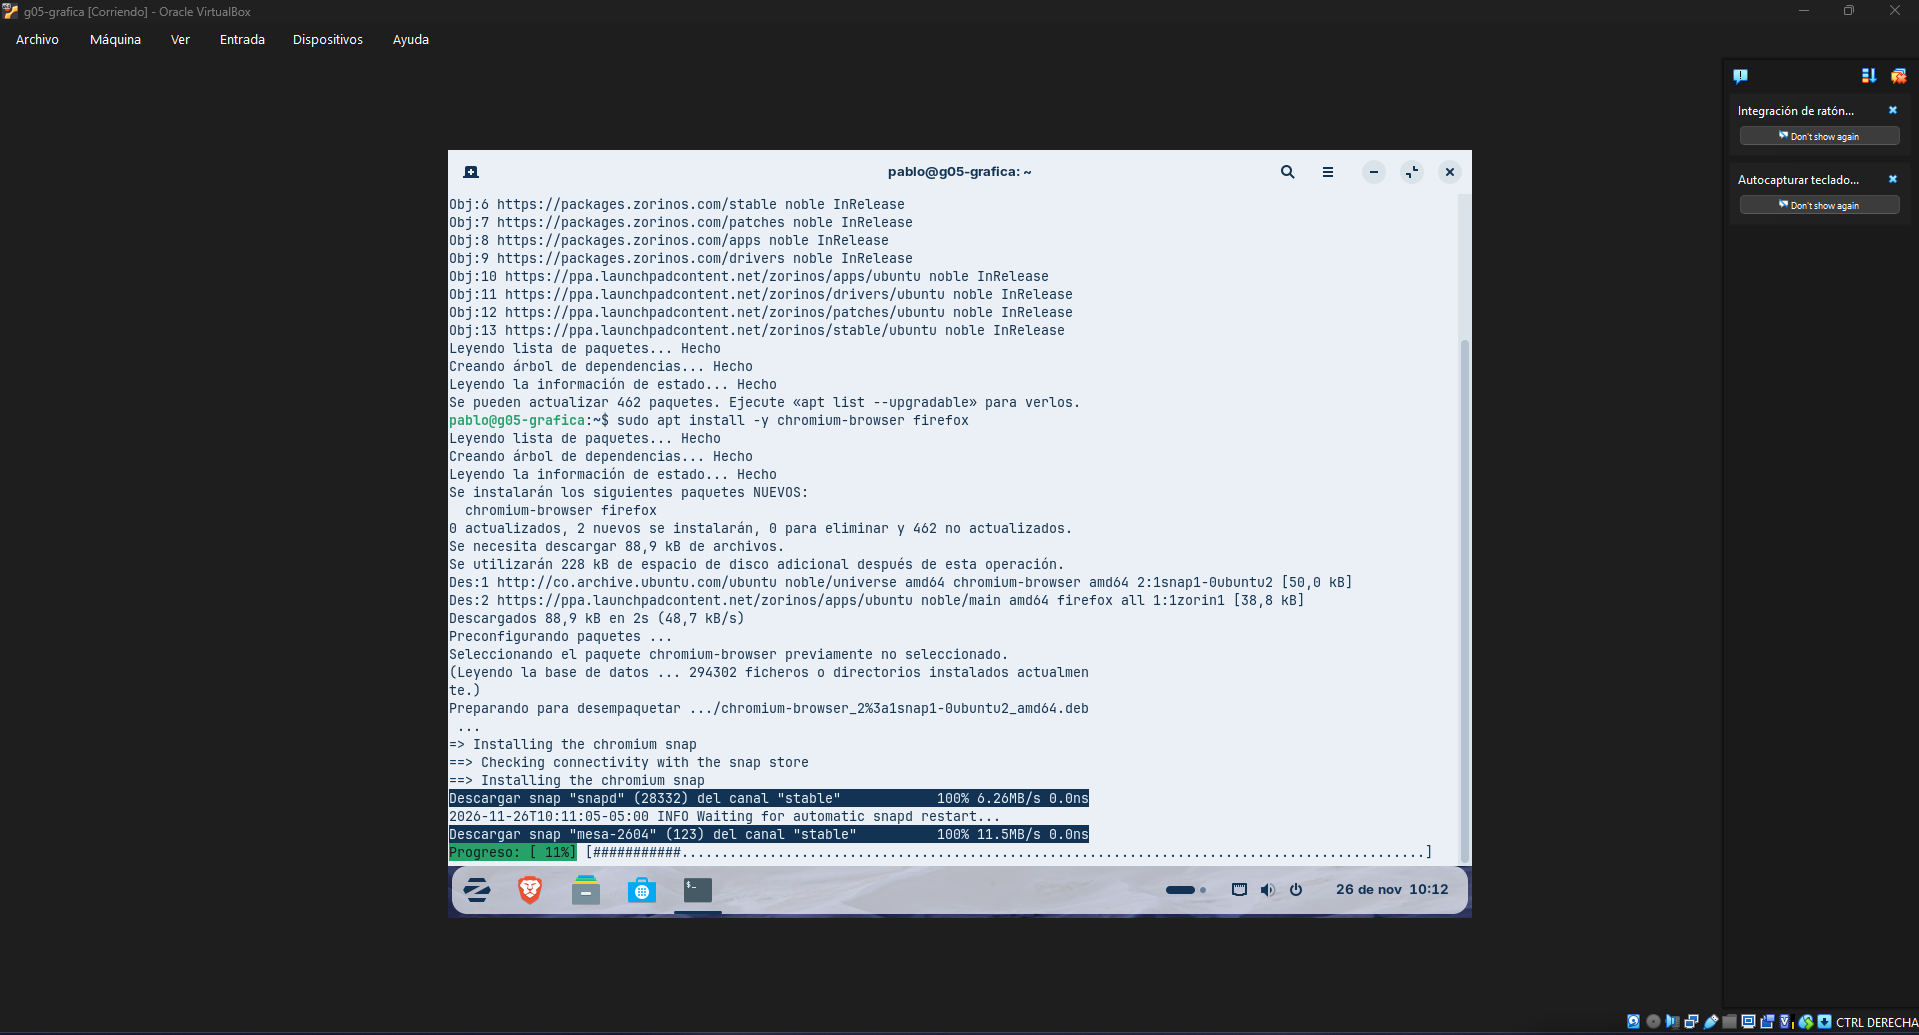 g05-grafica [Corriendo] - Oracle VirtualBox
Archivo Máquina Ver Entrada Dispositivos Ayuda
Integración de ratón...
Don't show again
Autocapturar teclado...
Don't show again
pablo@g05-grafica: ~
Obj:6 https://packages.zorinos.com/stable noble InRelease
Obj:7 https://packages.zorinos.com/patches noble InRelease
Obj:8 https://packages.zorinos.com/apps noble InRelease
Obj:9 https://packages.zorinos.com/drivers noble InRelease
Obj:10 https://ppa.launchpadcontent.net/zorinos/apps/ubuntu noble InRelease
Obj:11 https://ppa.launchpadcontent.net/zorinos/drivers/ubuntu noble InRelease
Obj:12 https://ppa.launchpadcontent.net/zorinos/patches/ubuntu noble InRelease
Obj:13 https://ppa.launchpadcontent.net/zorinos/stable/ubuntu noble InRelease
Leyendo lista de paquetes... Hecho
Creando árbol de dependencias... Hecho
Leyendo la información de estado... Hecho
Se pueden actualizar 462 paquetes. Ejecute «apt list --upgradable» para verlos.
pablo@g05-grafica:~$ sudo apt install -y chromium-browser firefox
Leyendo lista de paquetes... Hecho
Creando árbol de dependencias... Hecho
Leyendo la información de estado... Hecho
Se instalarán los siguientes paquetes NUEVOS:
  chromium-browser firefox
0 actualizados, 2 nuevos se instalarán, 0 para eliminar y 462 no actualizados.
Se necesita descargar 88,9 kB de archivos.
Se utilizarán 228 kB de espacio de disco adicional después de esta operación.
Des:1 http://co.archive.ubuntu.com/ubuntu noble/universe amd64 chromium-browser amd64 2:1snap1-0ubuntu2 [50,0 kB]
Des:2 https://ppa.launchpadcontent.net/zorinos/apps/ubuntu noble/main amd64 firefox all 1:1zorin1 [38,8 kB]
Descargados 88,9 kB en 2s (48,7 kB/s)
Preconfigurando paquetes ...
Seleccionando el paquete chromium-browser previamente no seleccionado.
(Leyendo la base de datos ... 294302 ficheros o directorios instalados actualmen
te.)
Preparando para desempaquetar .../chromium-browser_2%3a1snap1-0ubuntu2_amd64.deb
 ...
=> Installing the chromium snap
==> Checking connectivity with the snap store
==> Installing the chromium snap
Descargar snap "snapd" (28332) del canal "stable" 100% 6.26MB/s 0.0ns
2026-11-26T10:11:05-05:00 INFO Waiting for automatic snapd restart...
Descargar snap "mesa-2604" (123) del canal "stable" 100% 11.5MB/s 0.0ns
Progreso: [ 11%] [###########.............................................................................................]
26 de nov 10:12
CTRL DERECHA